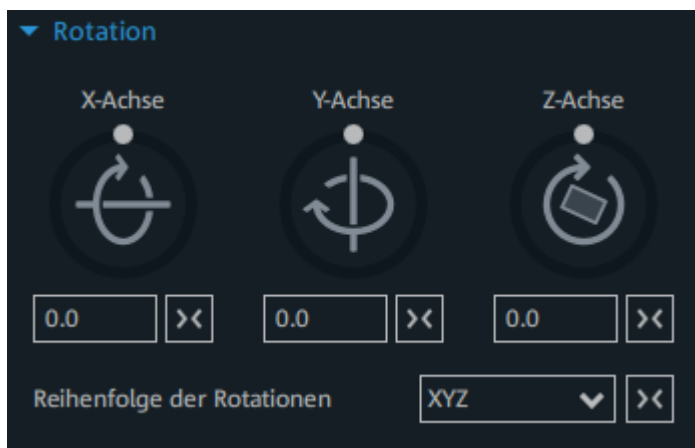 Rotation
X-Achse Y-Achse Z-Achse
0.0 0.0 0.0
Reihenfolge der Rotationen XYZ